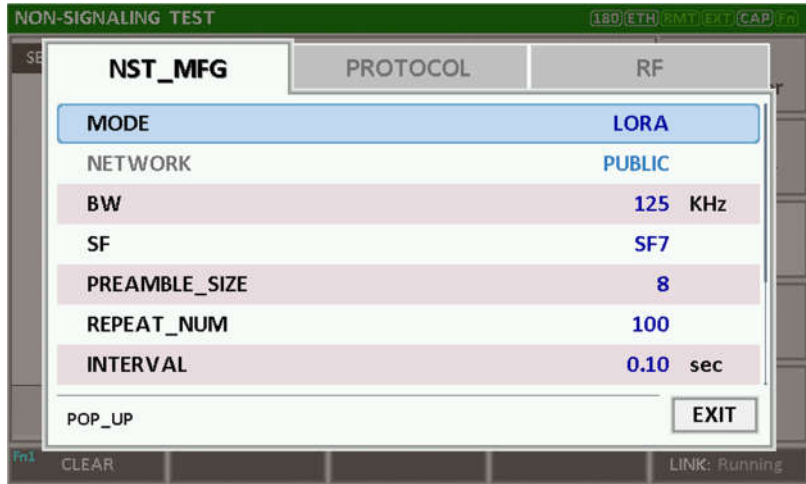 NON-SIGNALING TEST 180 ETH RMT EXT CAP Fn
SE
NST_MFG PROTOCOL RF
MODE LORA
NETWORK PUBLIC
BW 125 KHz
SF SF7
PREAMBLE_SIZE 8
REPEAT_NUM 100
INTERVAL 0.10 sec
POP_UP EXIT
Fn1 CLEAR LINK: Running